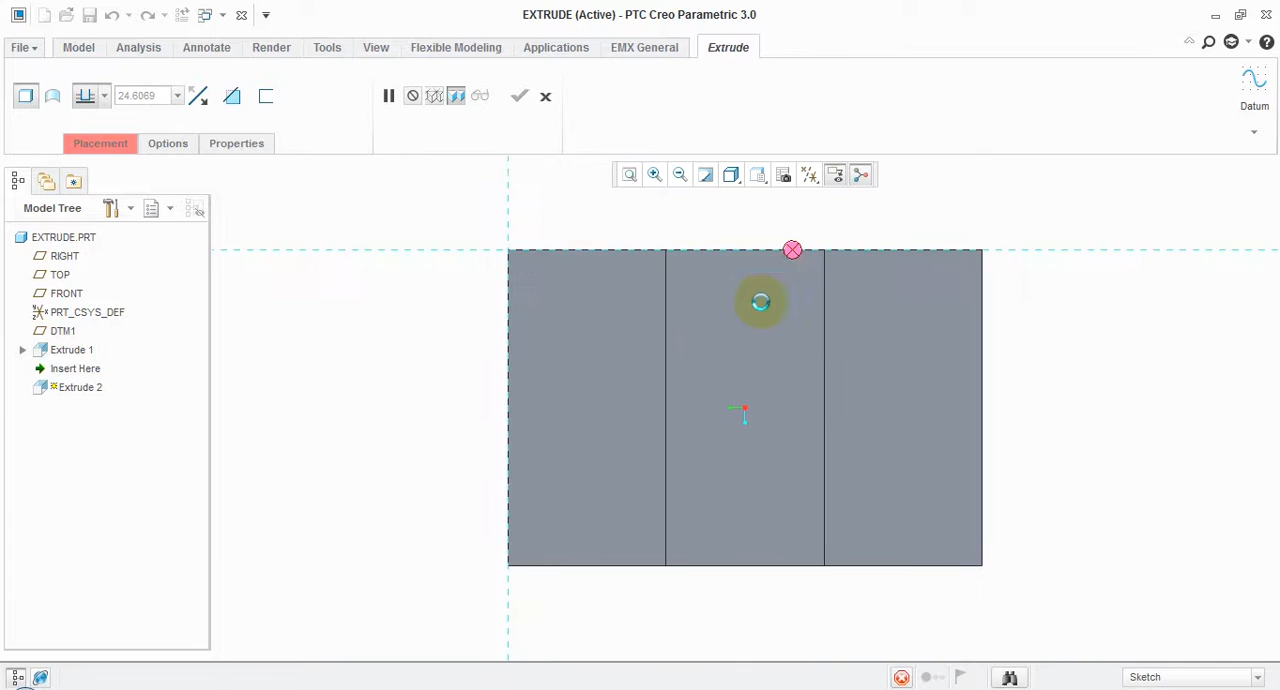 EXTRUDE (Active) - PTC Creo Parametric 3.0
File Model Analysis Annotate Render Tools View Flexible Modeling Applications EMX General Extrude
24.6069
Datum
Placement Options Properties
Model Tree
EXTRUDE.PRT
RIGHT
TOP
FRONT
PRT_CSYS_DEF
DTM1
Extrude 1
Insert Here
Extrude 2
Sketch